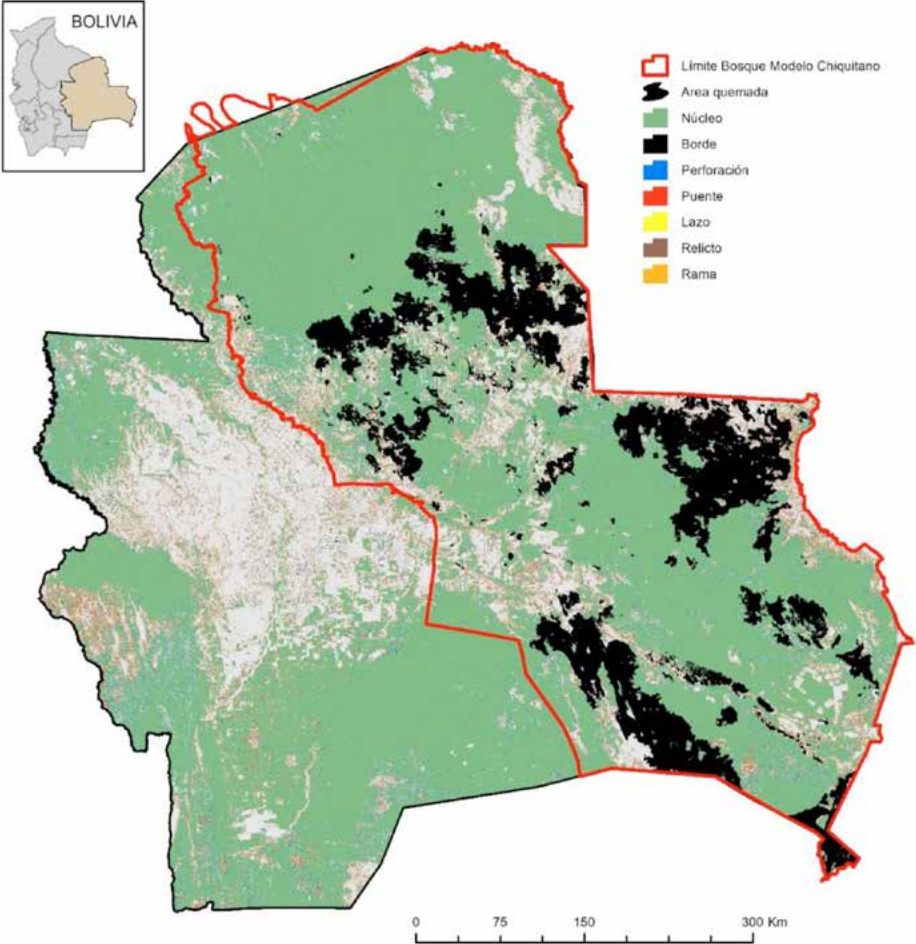 BOLIVIA
Límite Bosque Modelo Chiquitano
Area quemada
Núcleo
Borde
Perforación
Puente
Lazo
Relicto
Rama
0 75 150 300 Km